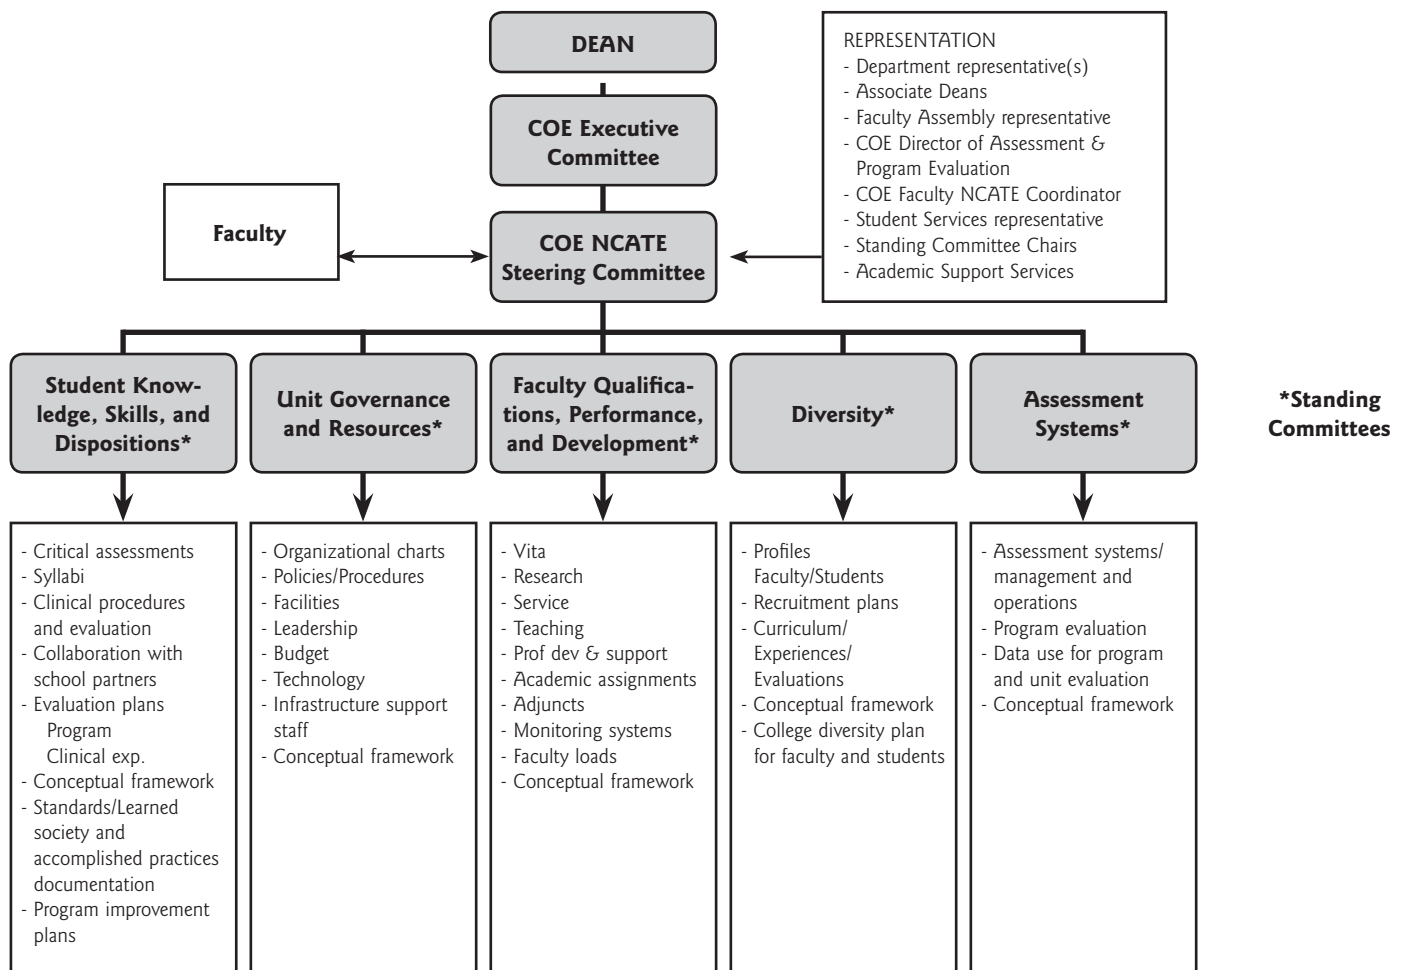 DEAN
REPRESENTATION
- Department representative(s)
- Associate Deans
- Faculty Assembly representative
- COE Director of Assessment &
Program Evaluation
- COE Faculty NCATE Coordinator
- Student Services representative
- Standing Committee Chairs
- Academic Support Services
COE Executive
Committee
Faculty
COE NCATE
Steering Committee
Student Know-
ledge, Skills, and
Dispositions*
Unit Governance
and Resources*
Faculty Qualifica-
tions, Performance,
and Development*
Diversity*
Assessment
Systems*
*Standing
Committees
- Critical assessments
- Syllabi
- Clinical procedures
and evaluation
- Collaboration with
school partners
- Evaluation plans
Program
Clinical exp.
- Conceptual framework
- Standards/Learned
society and
accomplished practices
documentation
- Program improvement
plans
- Organizational charts
- Policies/Procedures
- Facilities
- Leadership
- Budget
- Technology
- Infrastructure support
staff
- Conceptual framework
- Vita
- Research
- Service
- Teaching
- Prof dev & support
- Academic assignments
- Adjuncts
- Monitoring systems
- Faculty loads
- Conceptual framework
- Profiles
Faculty/Students
- Recruitment plans
- Curriculum/
Experiences/
Evaluations
- Conceptual framework
- College diversity plan
for faculty and students
- Assessment systems/
management and
operations
- Program evaluation
- Data use for program
and unit evaluation
- Conceptual framework